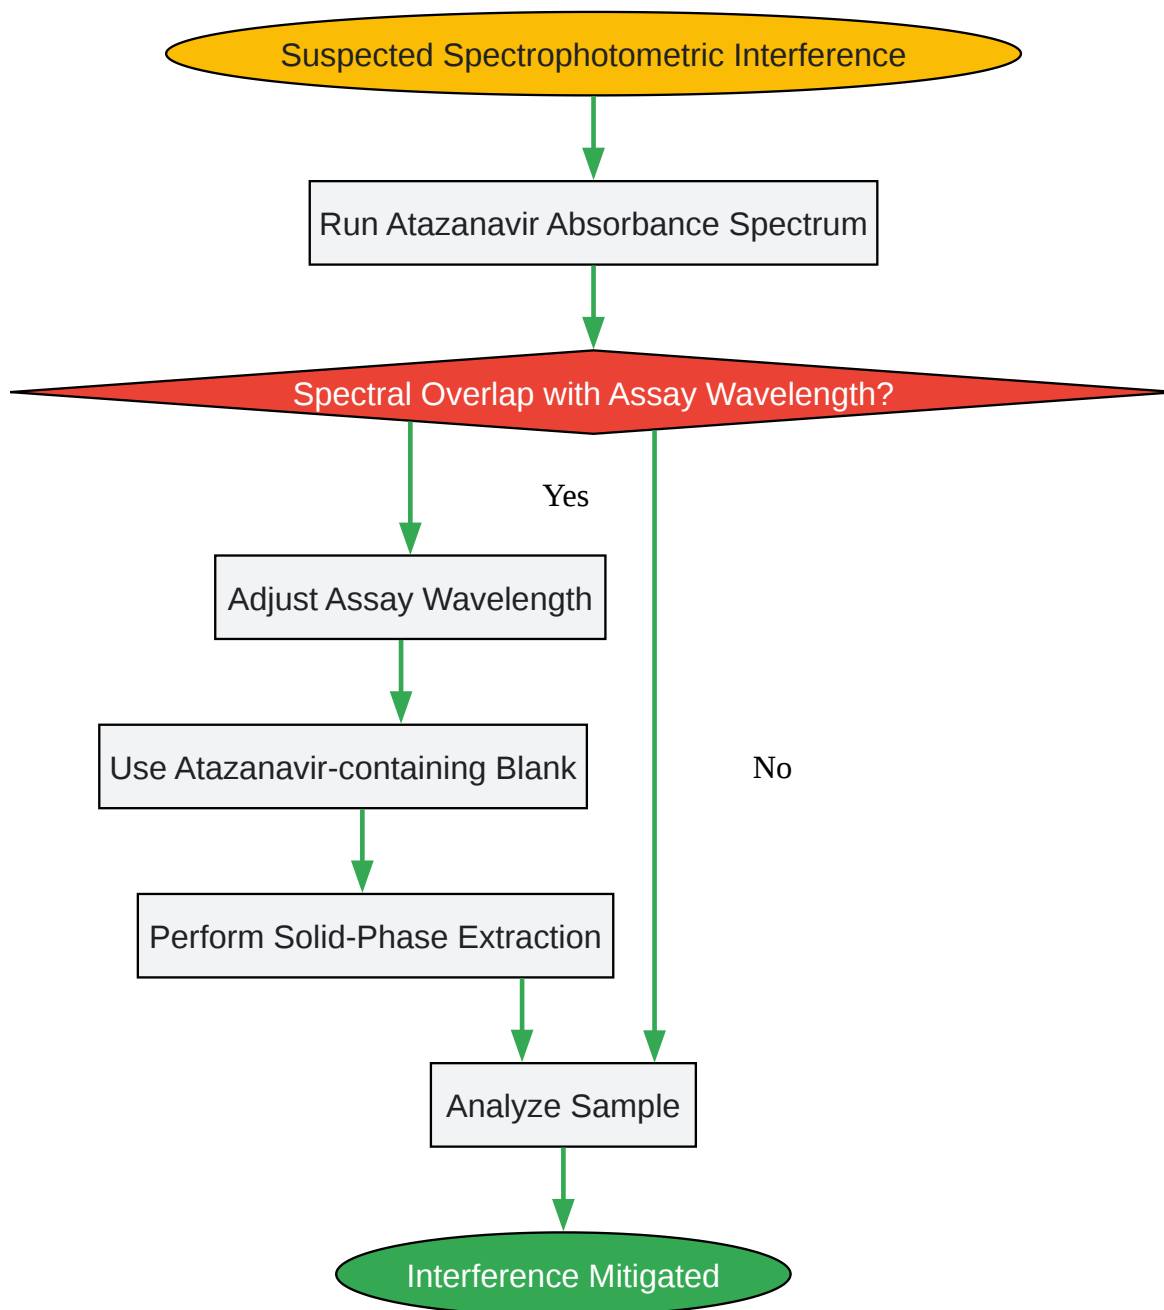 Suspected Spectrophotometric Interference
Run Atazanavir Absorbance Spectrum
Spectral Overlap with Assay Wavelength?
Yes
Adjust Assay Wavelength
Use Atazanavir-containing Blank
No
Perform Solid-Phase Extraction
Analyze Sample
Interference Mitigated